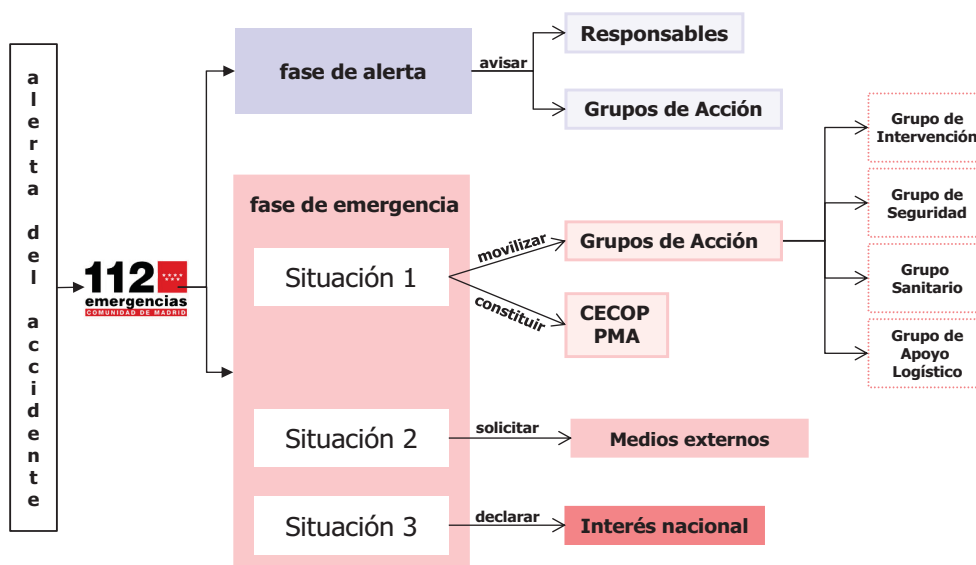 alerta del accidente
112
emergencias
COMUNIDAD DE MADRID
fase de alerta
avisar
Responsables
Grupos de Acción
fase de emergencia
Situación 1
movilizar
Grupos de Acción
constituir
CECOP
PMA
Grupo de
Intervención
Grupo de
Seguridad
Grupo
Sanitario
Grupo de
Apoyo
Logístico
Situación 2
solicitar
Medios externos
Situación 3
declarar
Interés nacional